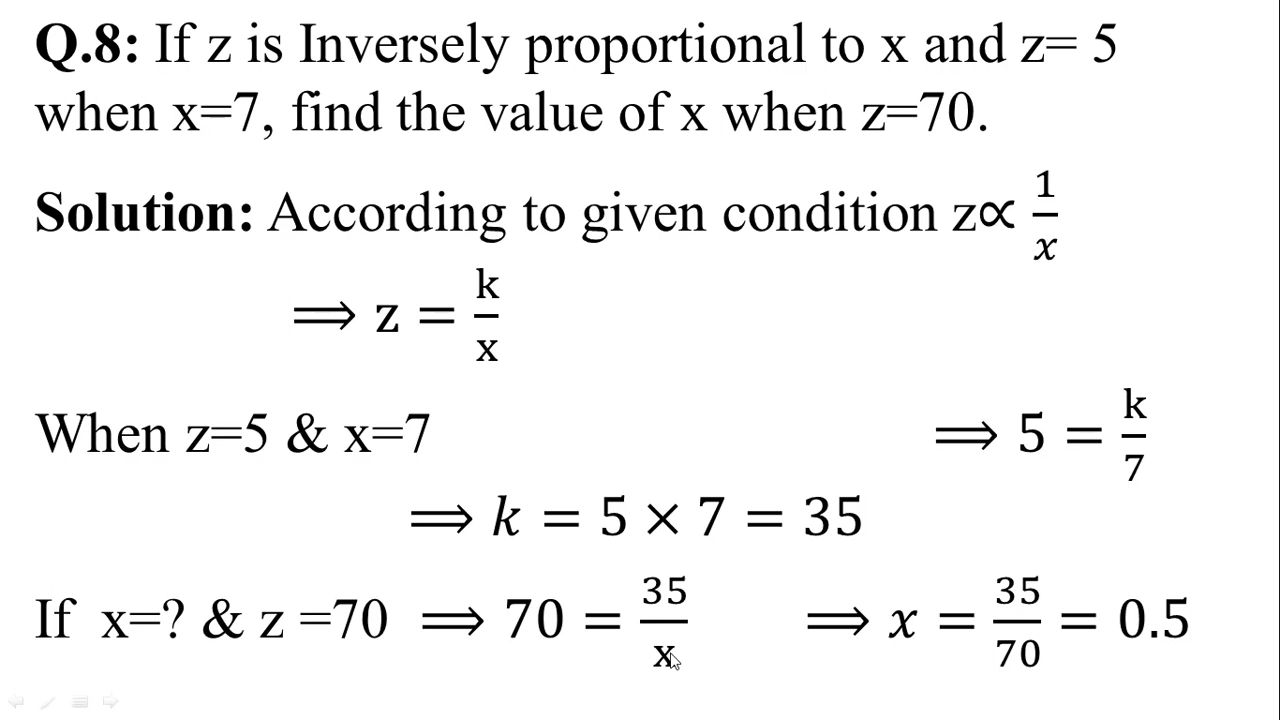 Q.8: If z is Inversely proportional to x and z= 5
when x=7, find the value of x when z=70.
Solution: According to given condition z∝ 1/x
⟹ z = k/x
When z=5 & x=7 ⟹ 5 = k/7
⟹ k = 5 × 7 = 35
If x=? & z =70 ⟹ 70 = 35/x ⟹ x = 35/70 = 0.5